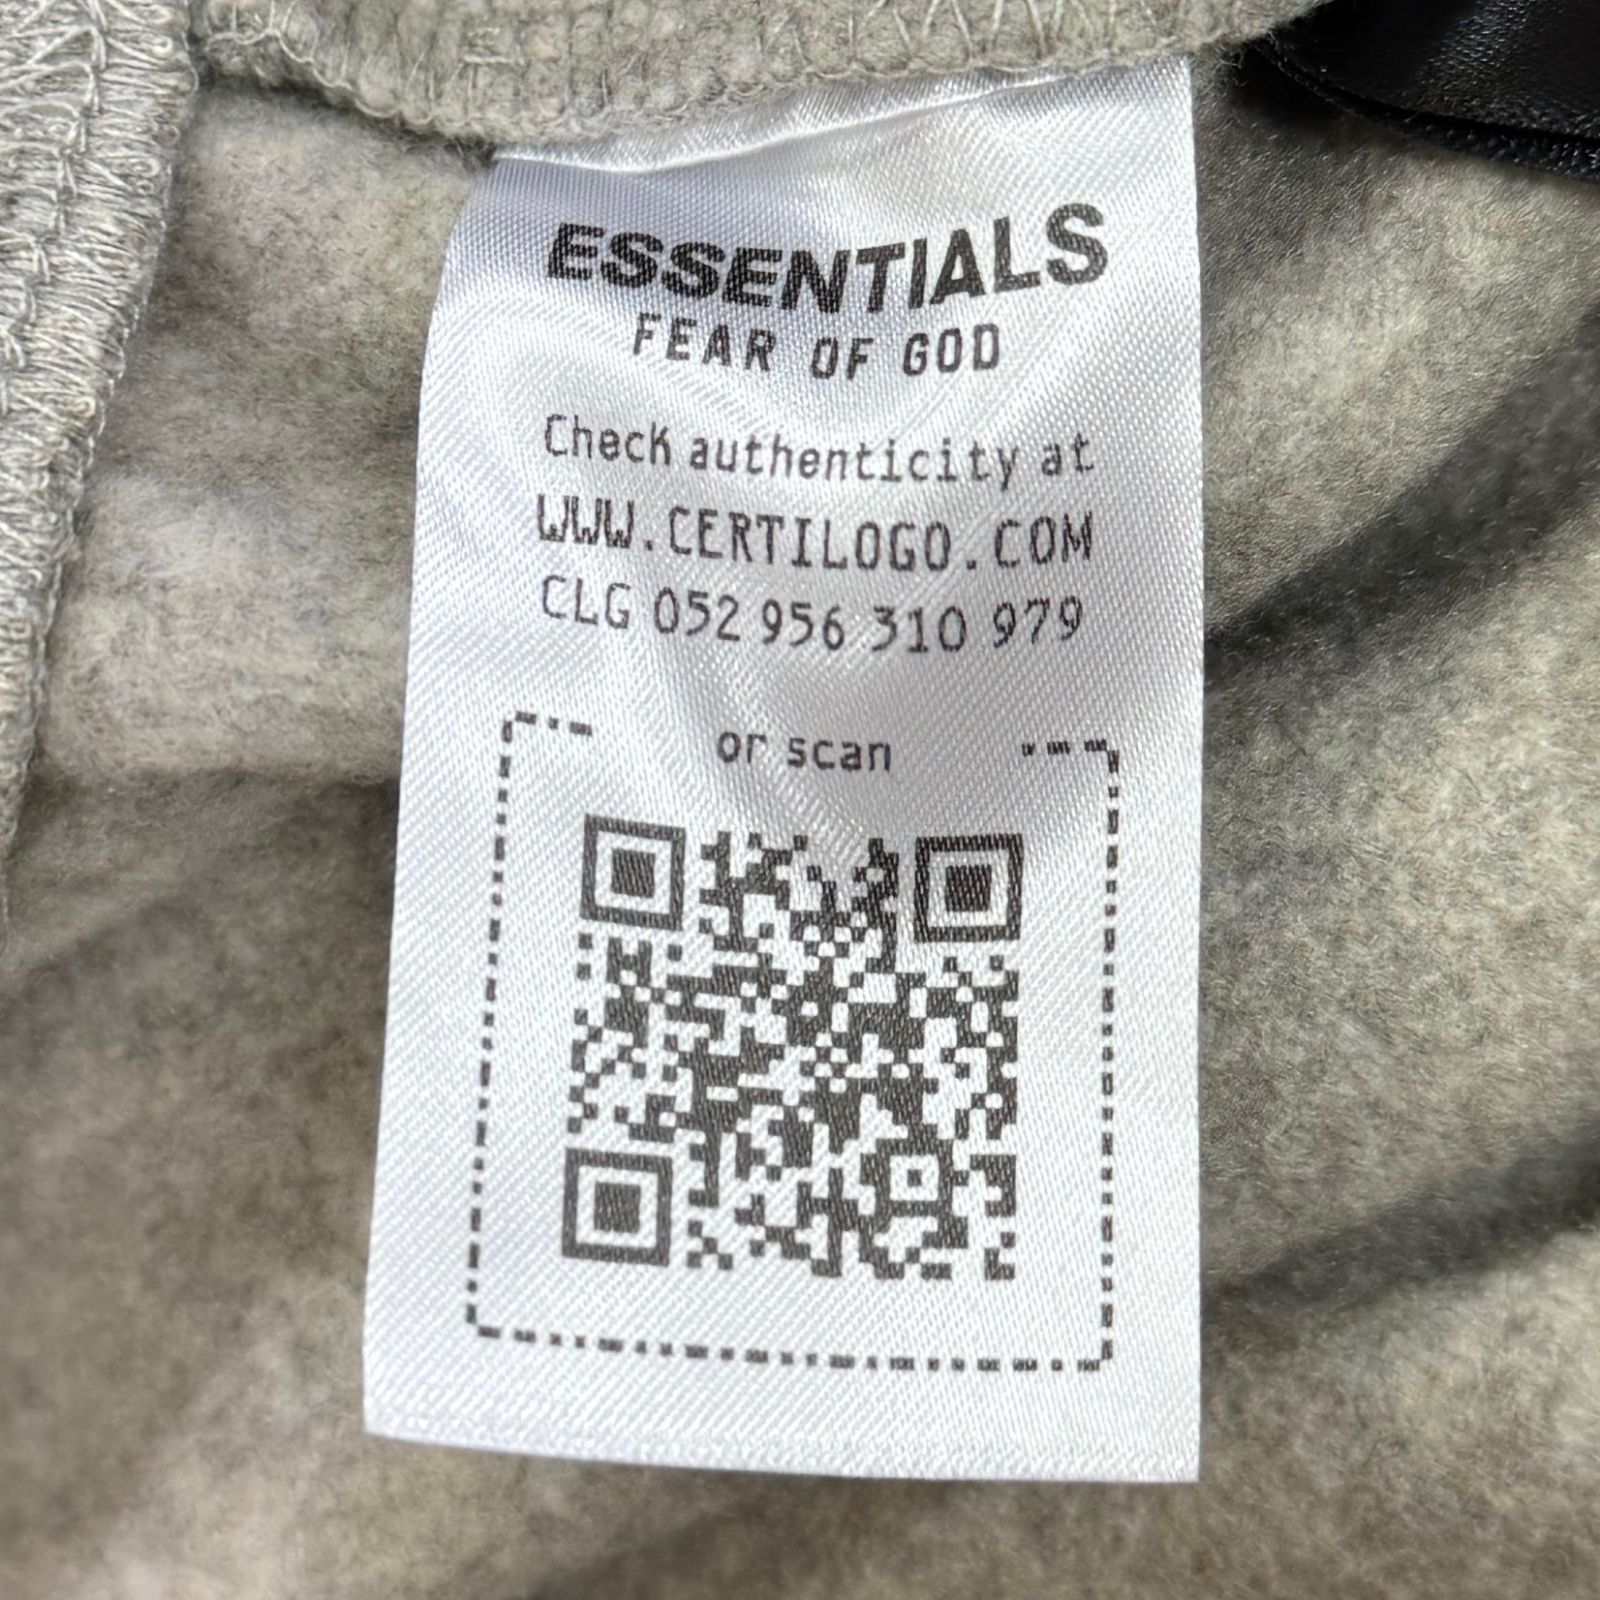 ESSENTIALS
FEAR OF GOD
Check authenticity at
WWW.CERTILOGO.COM
CLG 052 956 310 979
or scan